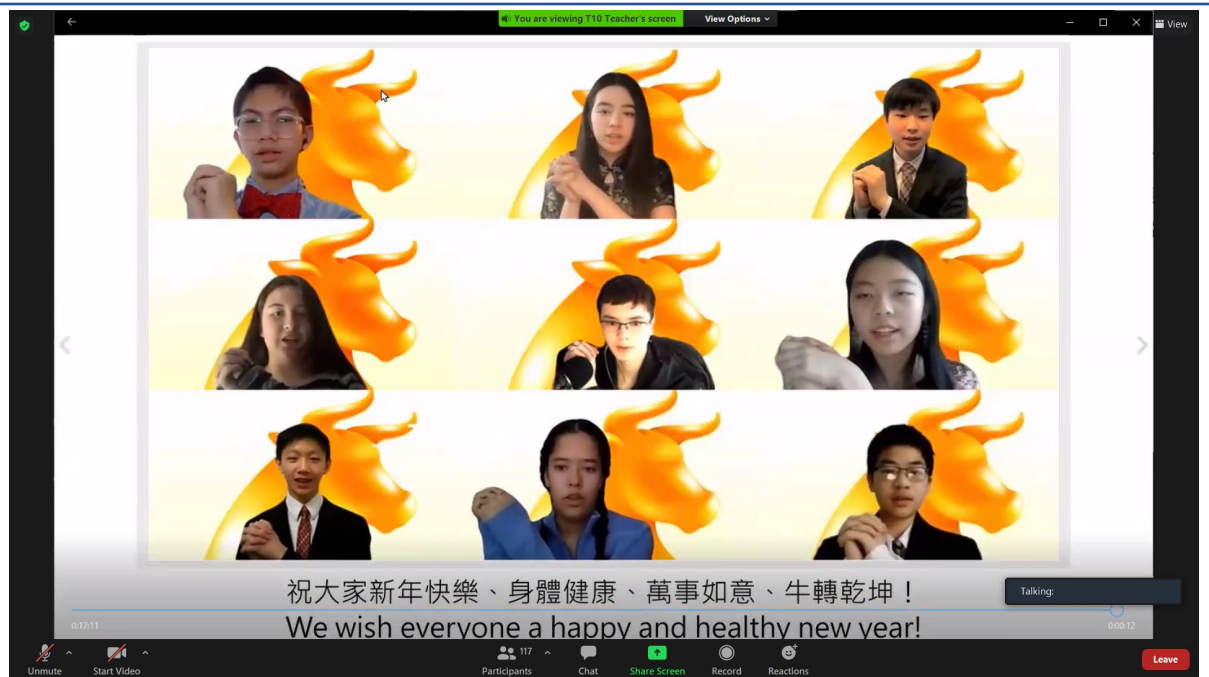 You are viewing T10 Teacher's screen
View Options
View
祝大家新年快樂、身體健康、萬事如意、牛轉乾坤！
We wish everyone a happy and healthy new year!
Talking:
0:17:11
0:00:12
Unmute
Start Video
117
Participants
Chat
Share Screen
Record
Reactions
Leave